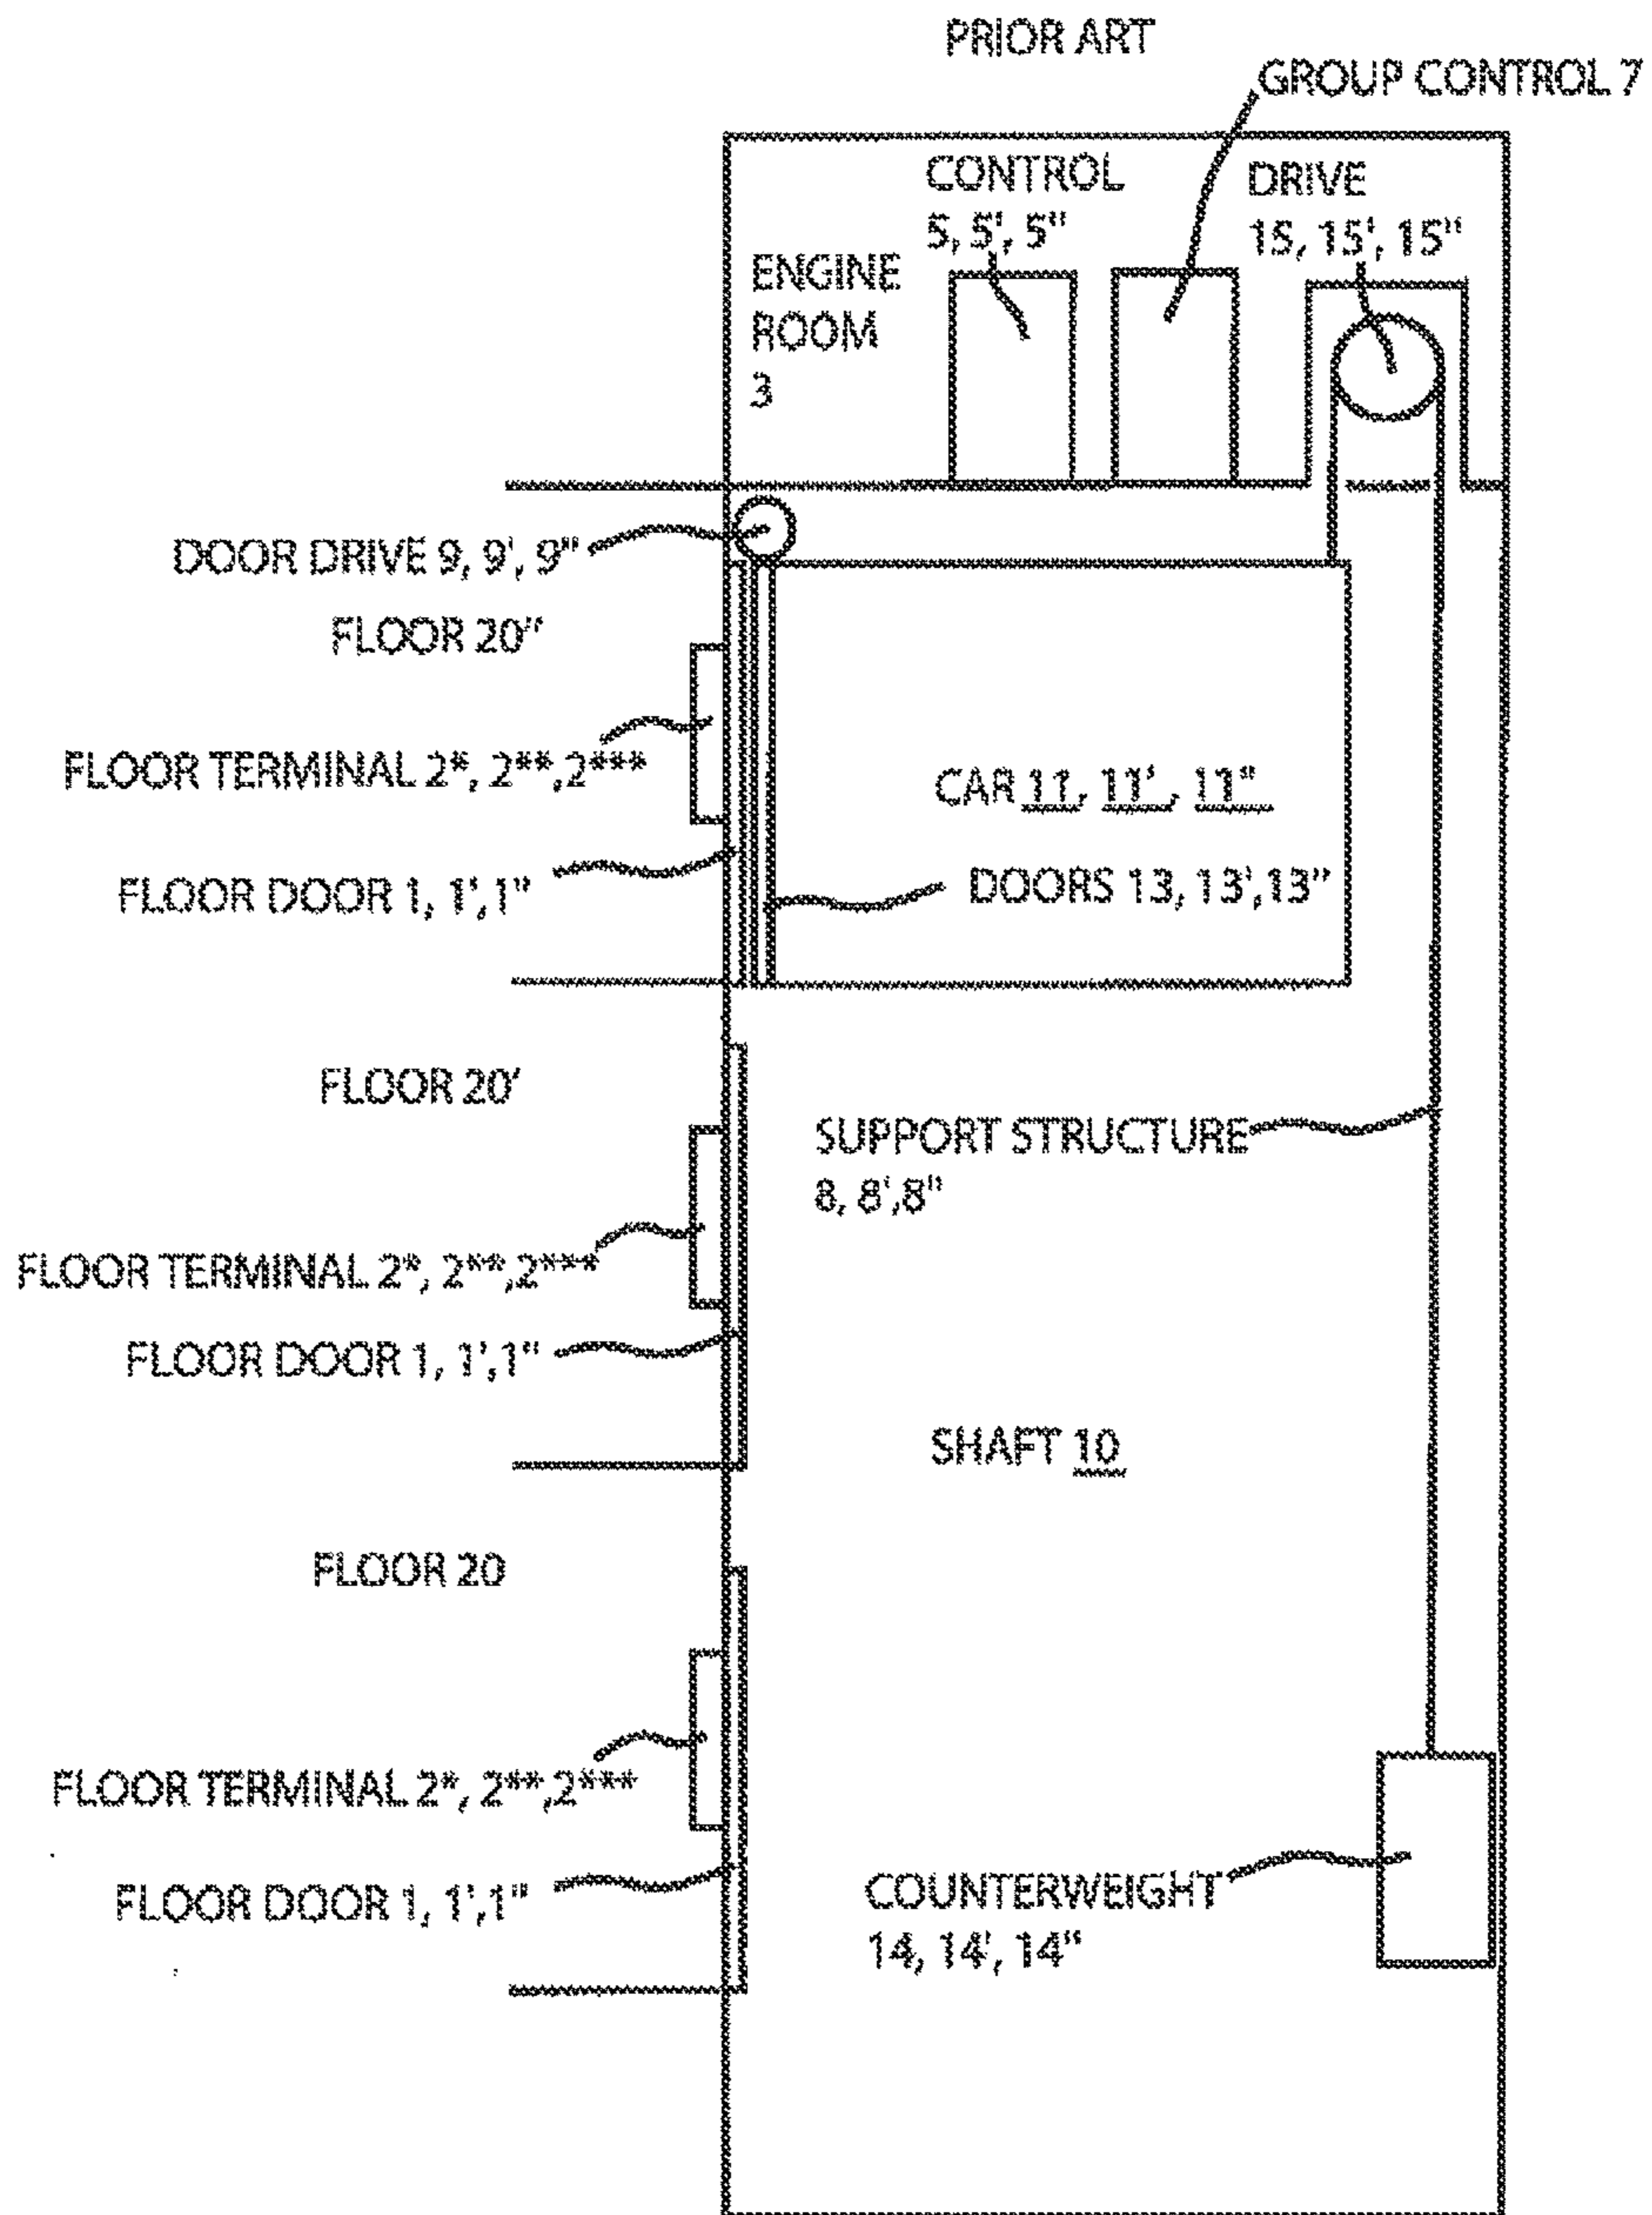 PRIOR ART
GROUP CONTROL 7
CONTROL
5, 5', 5"
DRIVE
15, 15', 15"
ENGINE
ROOM
3
DOOR DRIVE 9, 9', 9"
FLOOR 20"
FLOOR TERMINAL 2*, 2**,2***
CAR 11, 11', 11"
FLOOR DOOR 1, 1',1"
DOORS 13, 13',13"
FLOOR 20'
SUPPORT STRUCTURE
8, 8',8"
FLOOR TERMINAL 2*, 2**,2***
FLOOR DOOR 1, 1',1"
SHAFT 10
FLOOR 20
FLOOR TERMINAL 2*, 2**,2***
FLOOR DOOR 1, 1',1"
COUNTERWEIGHT
14, 14', 14"